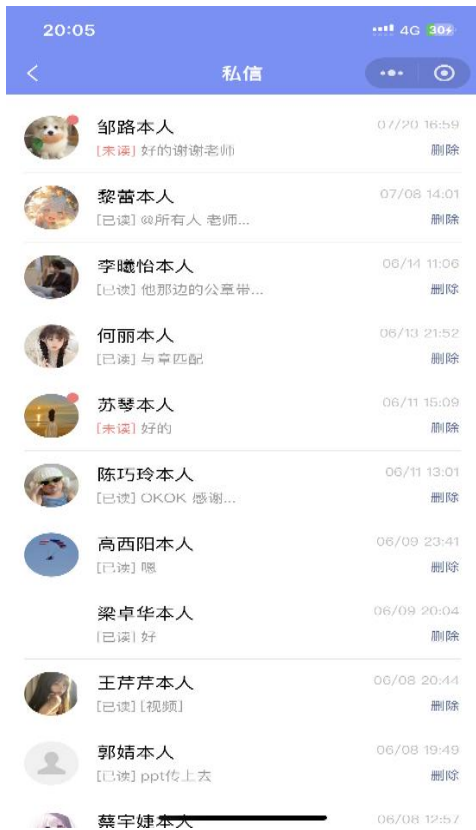 20:05
4G 30
私信
邹路本人
07/20 16:59
[未读] 好的谢谢老师
删除
黎蕾本人
07/08 14:01
[已读] @所有人 老师...
删除
李曦怡本人
06/14 11:06
[已读] 他那边的公章带...
删除
何丽本人
06/13 21:52
[已读] 与章匹配
删除
苏琴本人
06/11 15:09
[未读] 好的
删除
陈巧玲本人
06/11 13:01
[已读] OKOK 感谢...
删除
高西阳本人
06/09 23:41
[已读] 嗯
删除
梁卓华本人
06/09 20:04
[已读] 好
删除
王芹芹本人
06/08 20:44
[已读] [视频]
删除
郭婧本人
06/08 19:49
[已读] ppt传上去
删除
蔡宇婕本人
06/08 12:57